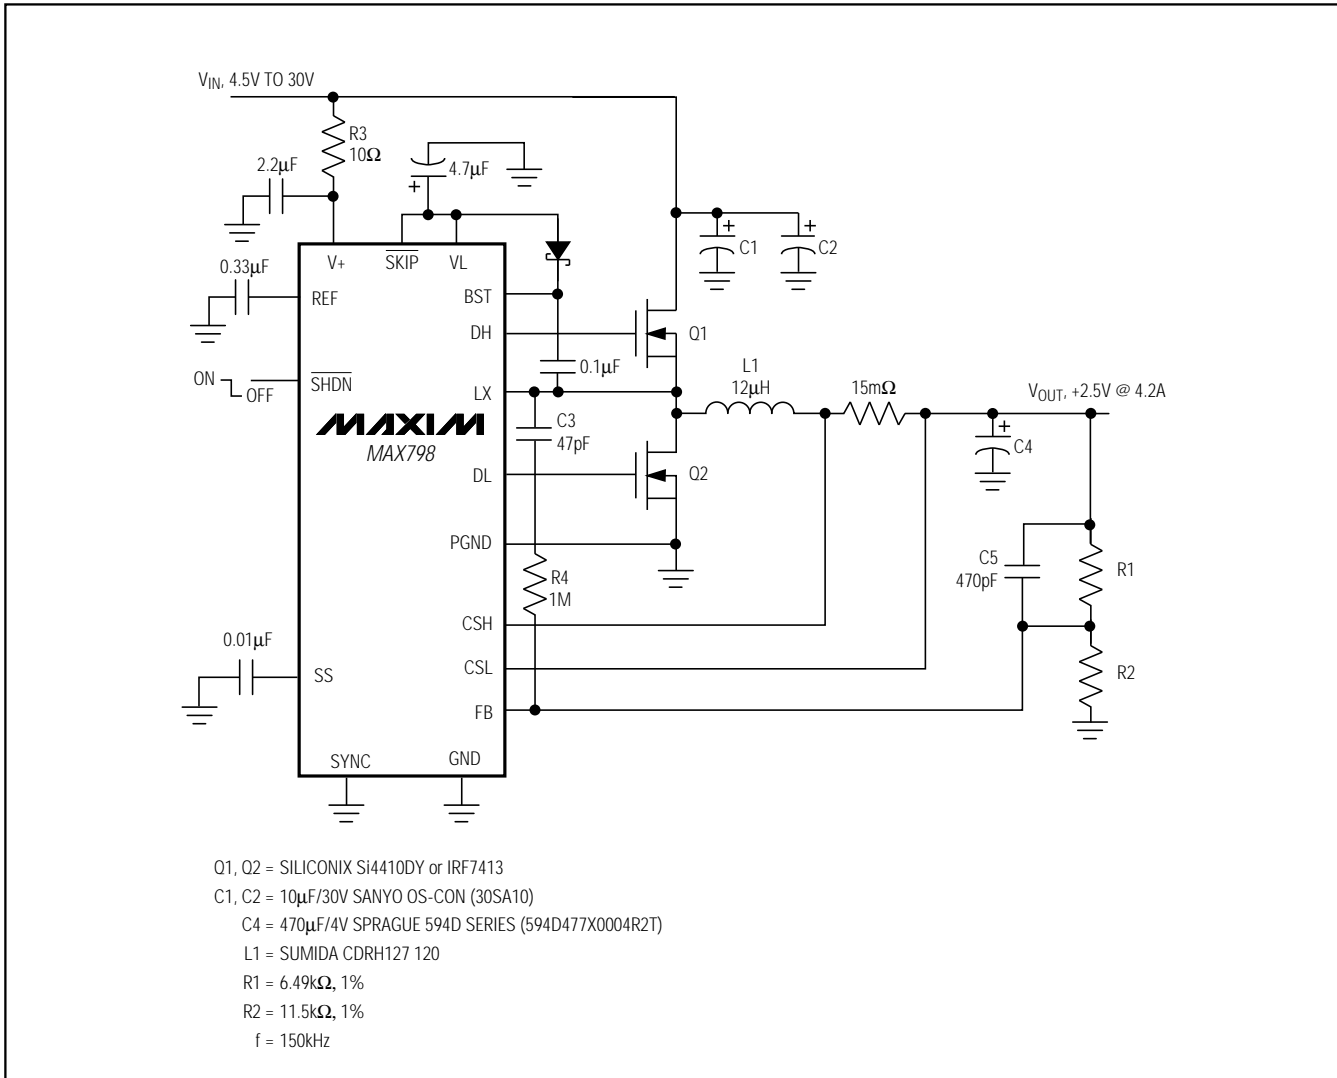 V_IN, 4.5V TO 30V
R3
10Ω
2.2μF
4.7μF
+
+
C1
+
C2
V+
SKIP
VL
0.33μF
REF
BST
DH
Q1
0.1μF
ON
OFF
SHDN
LX
L1
12μH
15mΩ
V_OUT, +2.5V @ 4.2A
MAXIM
MAX798
C3
47pF
+
C4
DL
Q2
PGND
C5
470pF
R1
R4
1M
CSH
0.01μF
SS
CSL
R2
FB
SYNC
GND
Q1, Q2 = SILICONIX Si4410DY or IRF7413
C1, C2 = 10μF/30V SANYO OS-CON (30SA10)
C4 = 470μF/4V SPRAGUE 594D SERIES (594D477X0004R2T)
L1 = SUMIDA CDRH127 120
R1 = 6.49kΩ, 1%
R2 = 11.5kΩ, 1%
f = 150kHz